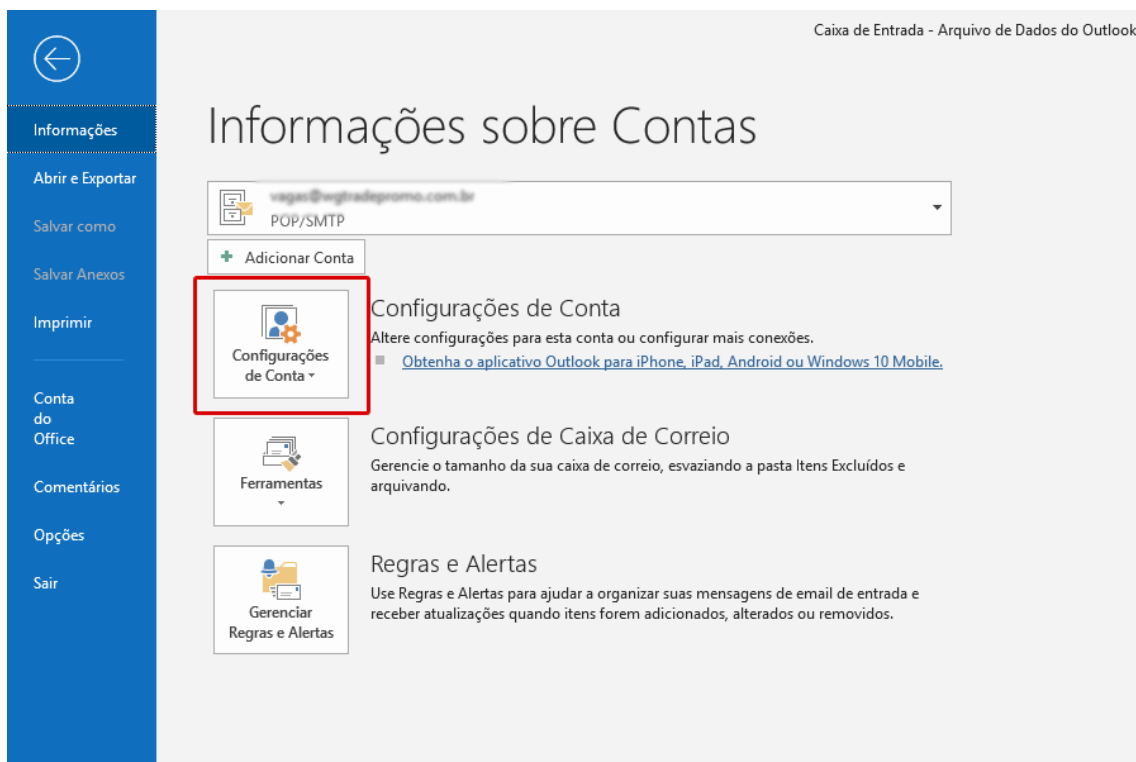 Caixa de Entrada - Arquivo de Dados do Outlook
Informações
Abrir e Exportar
Salvar como
Salvar Anexos
Imprimir
Conta
do
Office
Comentários
Opções
Sair
Informações sobre Contas
vagas@wgtradepromo.com.br
POP/SMTP
Adicionar Conta
Configurações
de Conta
Configurações de Conta
Altere configurações para esta conta ou configurar mais conexões.
Obtenha o aplicativo Outlook para iPhone, iPad, Android ou Windows 10 Mobile.
Ferramentas
Configurações de Caixa de Correio
Gerencie o tamanho da sua caixa de correio, esvaziando a pasta Itens Excluídos e
arquivando.
Gerenciar
Regras e Alertas
Regras e Alertas
Use Regras e Alertas para ajudar a organizar suas mensagens de email de entrada e
receber atualizações quando itens forem adicionados, alterados ou removidos.